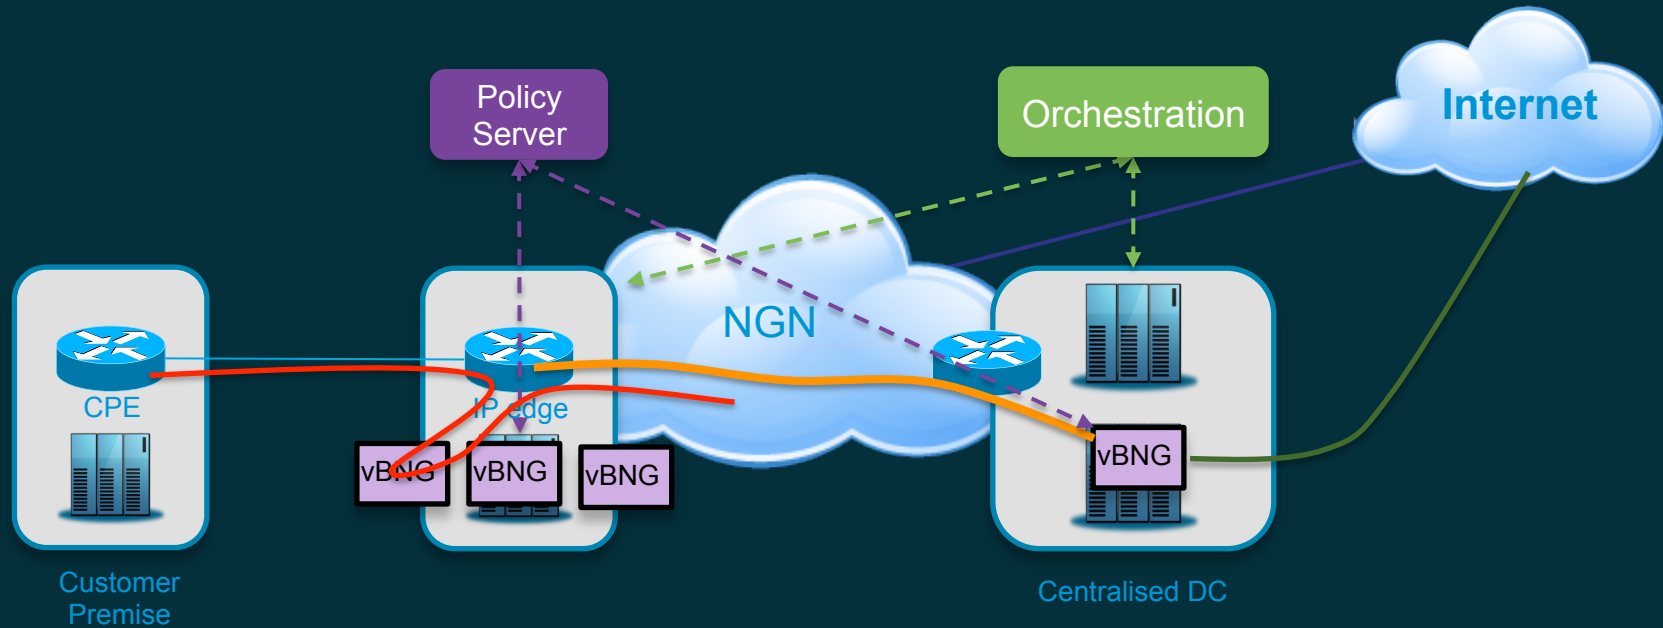 Policy
Server
Orchestration
Internet
NGN
CPE
IP edge
vBNG
vBNG
vBNG
vBNG
Customer
Premise
Centralised DC